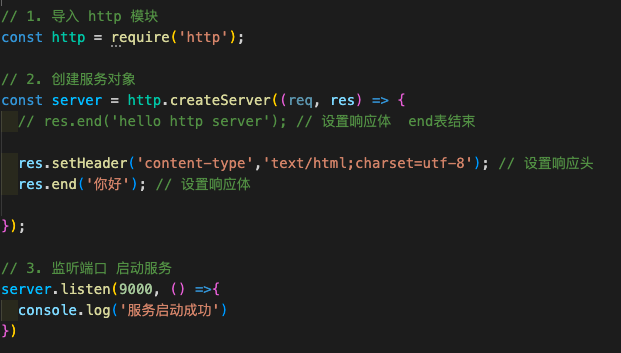 // 1. 导入 http 模块
const http = require('http');
// 2. 创建服务对象
const server = http.createServer((req, res) => {
// res.end('hello http server'); // 设置响应体  end表结束
res.setHeader('content-type','text/html;charset=utf-8'); // 设置响应头
res.end('你好'); // 设置响应体
});
// 3. 监听端口 启动服务
server.listen(9000, () =>{
console.log('服务启动成功')
})